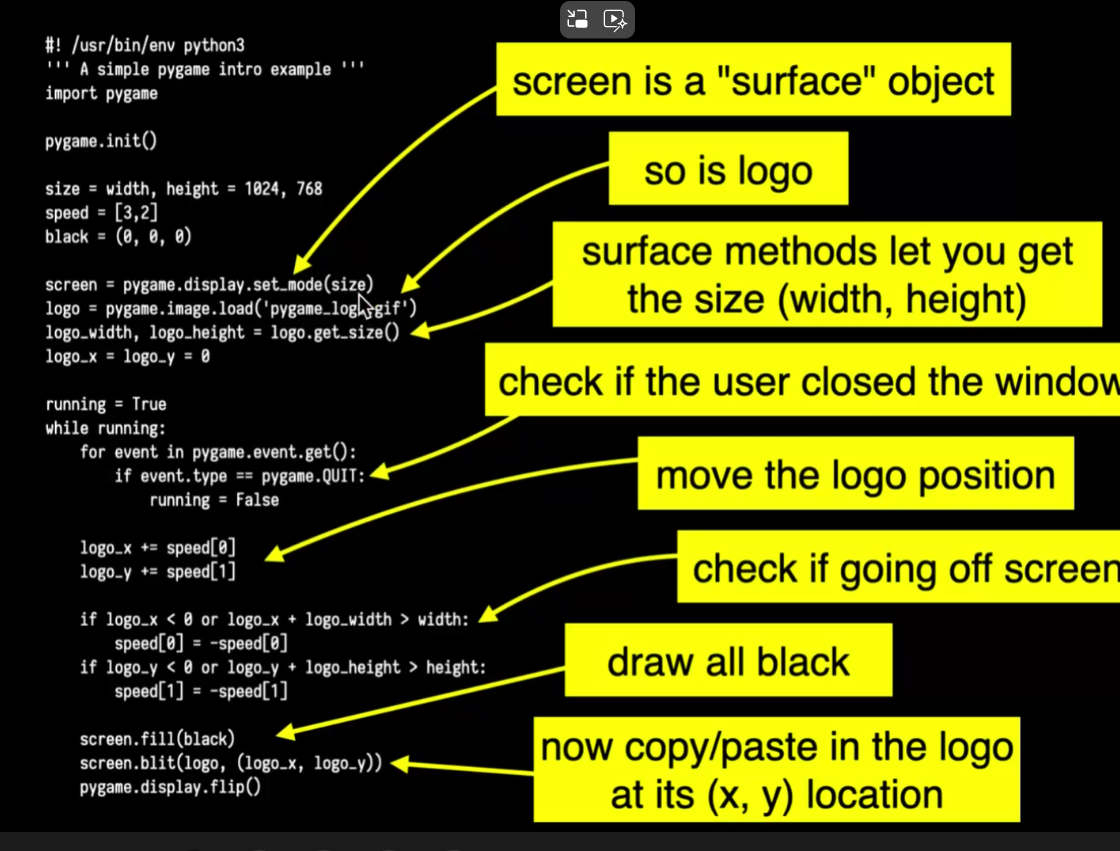 #! /usr/bin/env python3
''' A simple pygame intro example '''
import pygame
pygame.init()
size = width, height = 1024, 768
speed = [3,2]
black = (0, 0, 0)
screen = pygame.display.set_mode(size)
logo = pygame.image.load('pygame_logo.gif')
logo_width, logo_height = logo.get_size()
logo_x = logo_y = 0
running = True
while running:
    for event in pygame.event.get():
        if event.type == pygame.QUIT:
            running = False
    logo_x += speed[0]
    logo_y += speed[1]
    if logo_x < 0 or logo_x + logo_width > width:
        speed[0] = -speed[0]
    if logo_y < 0 or logo_y + logo_height > height:
        speed[1] = -speed[1]
    screen.fill(black)
    screen.blit(logo, (logo_x, logo_y))
    pygame.display.flip()
screen is a "surface" object
so is logo
surface methods let you get
the size (width, height)
check if the user closed the window
move the logo position
check if going off screen
draw all black
now copy/paste in the logo
at its (x, y) location